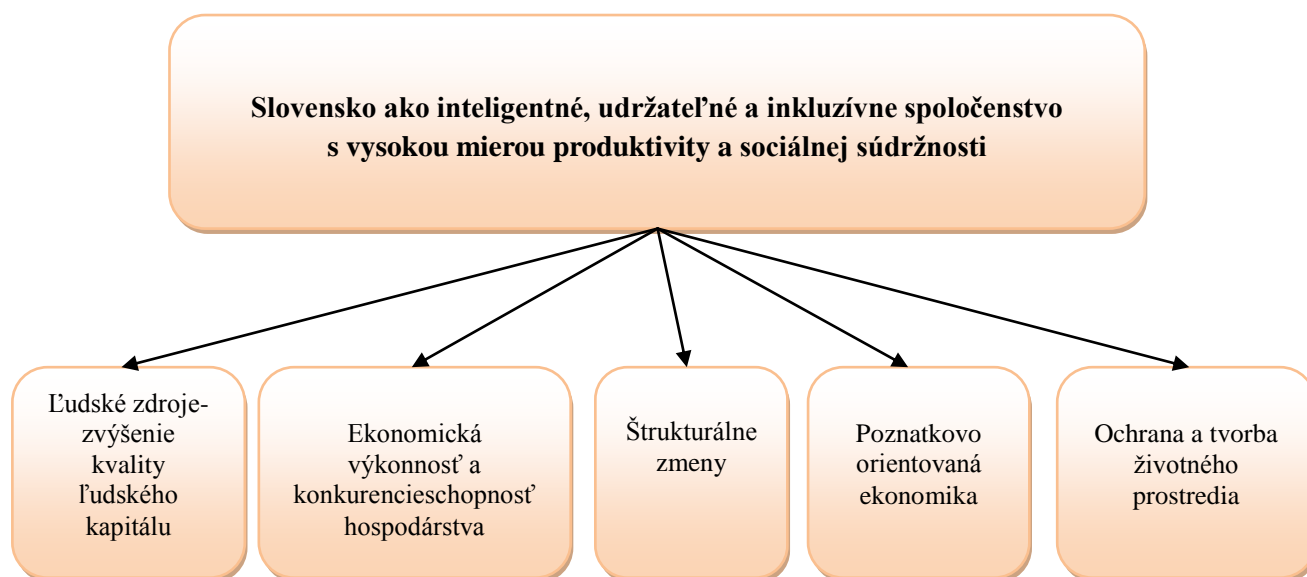 Slovensko ako inteligentné, udržateľné a inkluzívne spoločenstvo
s vysokou mierou produktivity a sociálnej súdržnosti
Ľudské zdroje-
zvýšenie
kvality
ľudského
kapitálu
Ekonomická
výkonnosť a
konkurencieschopnosť
hospodárstva
Štrukturálne
zmeny
Poznatkovo
orientovaná
ekonomika
Ochrana a tvorba
životného
prostredia